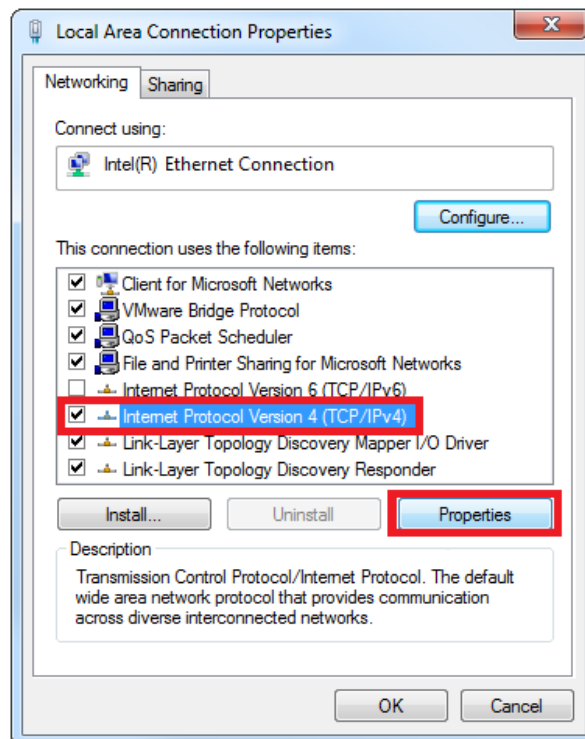 Local Area Connection Properties
Networking
Sharing
Connect using:
Intel(R) Ethernet Connection
Configure...
This connection uses the following items:
Client for Microsoft Networks
VMware Bridge Protocol
QoS Packet Scheduler
File and Printer Sharing for Microsoft Networks
Internet Protocol Version 6 (TCP/IPv6)
Internet Protocol Version 4 (TCP/IPv4)
Link-Layer Topology Discovery Mapper I/O Driver
Link-Layer Topology Discovery Responder
Install...
Uninstall
Properties
Description
Transmission Control Protocol/Internet Protocol. The default
wide area network protocol that provides communication
across diverse interconnected networks.
OK
Cancel